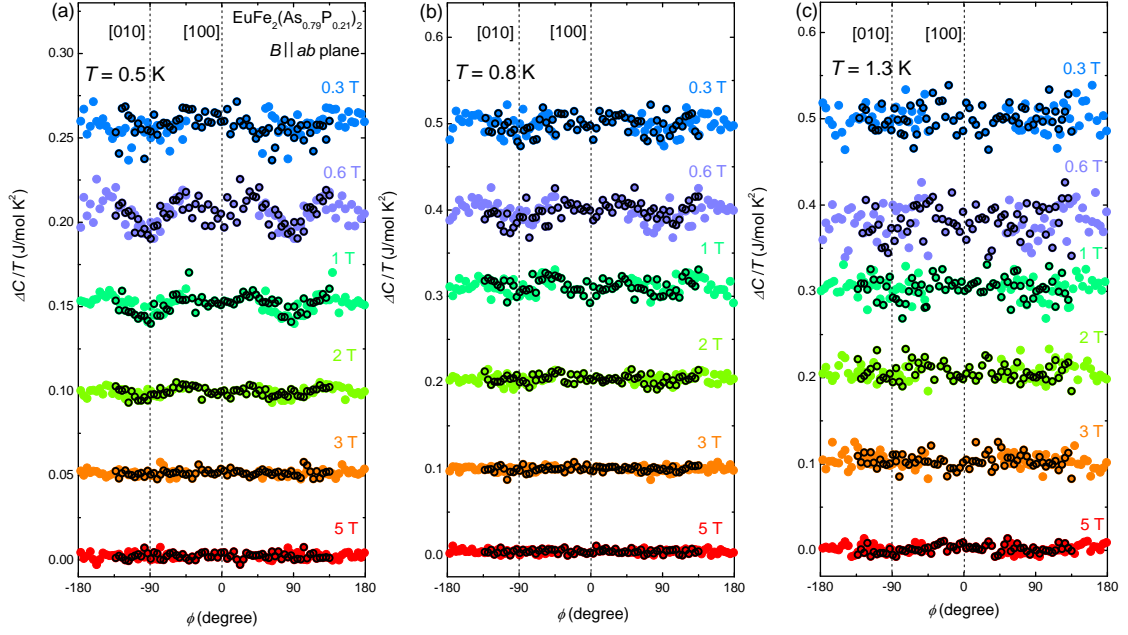 (a)
EuFe₂(As₀.₇₉P₀.₂₁)₂
[010] [100]
B || ab plane
T = 0.5 K
0.3 T
0.6 T
1 T
2 T
3 T
5 T
0.30
0.25
0.20
0.15
0.10
0.05
0.00
ΔC / T (J/mol K²)
-180 -90 0 90 180
ϕ (degree)
(b)
[010] [100]
T = 0.8 K
0.3 T
0.6 T
1 T
2 T
3 T
5 T
0.6
0.5
0.4
0.3
0.2
0.1
0.0
ΔC / T (J/mol K²)
-180 -90 0 90 180
ϕ (degree)
(c)
[010] [100]
T = 1.3 K
0.3 T
0.6 T
1 T
2 T
3 T
5 T
0.6
0.5
0.4
0.3
0.2
0.1
0.0
ΔC / T (J/mol K²)
-180 -90 0 90 180
ϕ (degree)